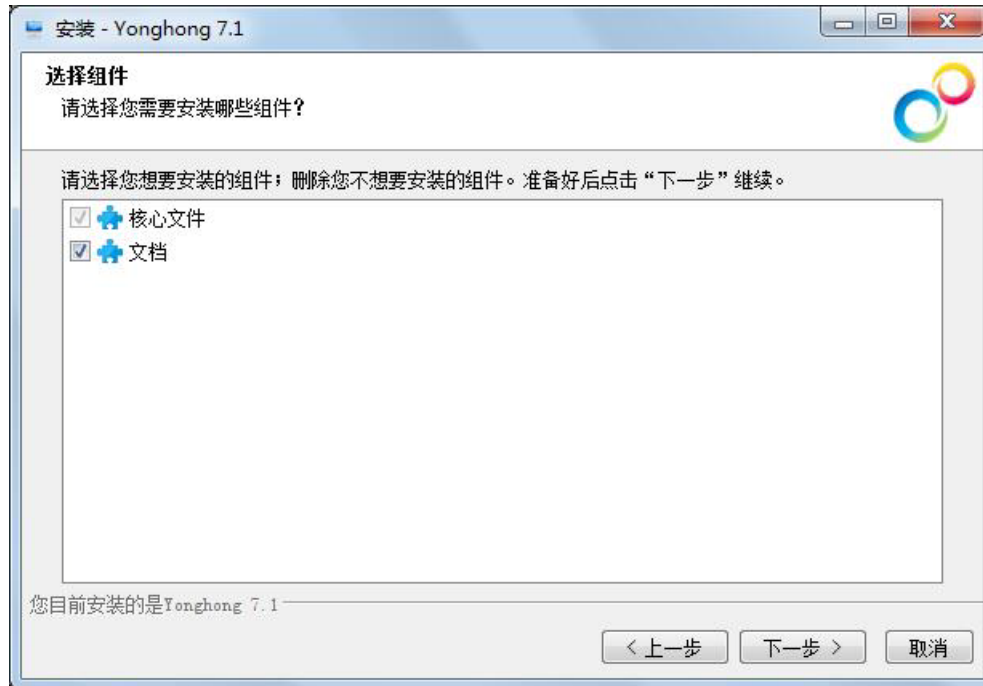 安装 - Yonghong 7.1
选择组件
请选择您需要安装哪些组件？
请选择您想要安装的组件；删除您不想要安装的组件。准备好后点击“下一步”继续。
核心文件
文档
您目前安装的是Yonghong 7.1
< 上一步 下一步 > 取消